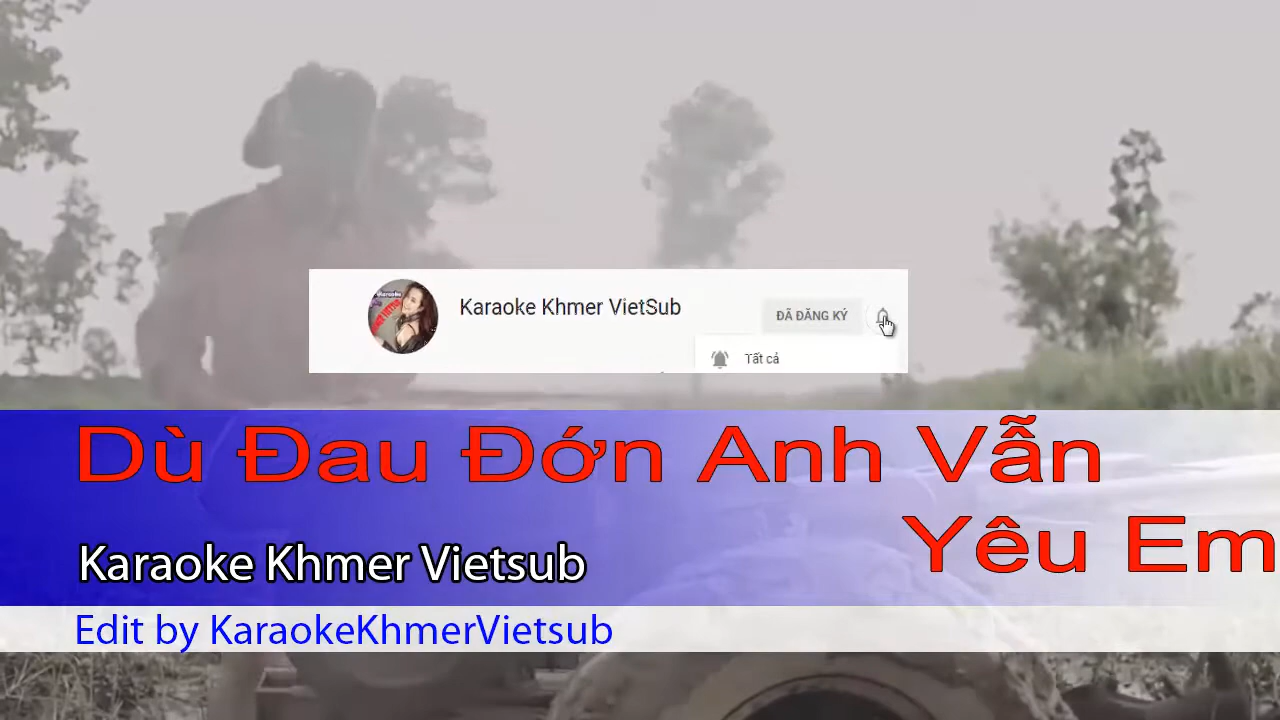 Karaoke Khmer VietSub
ĐÃ ĐĂNG KÝ
Tất cả
Dù Đau Đớn Anh Vẫn
Yêu Em
Karaoke Khmer Vietsub
Edit by KaraokeKhmerVietsub